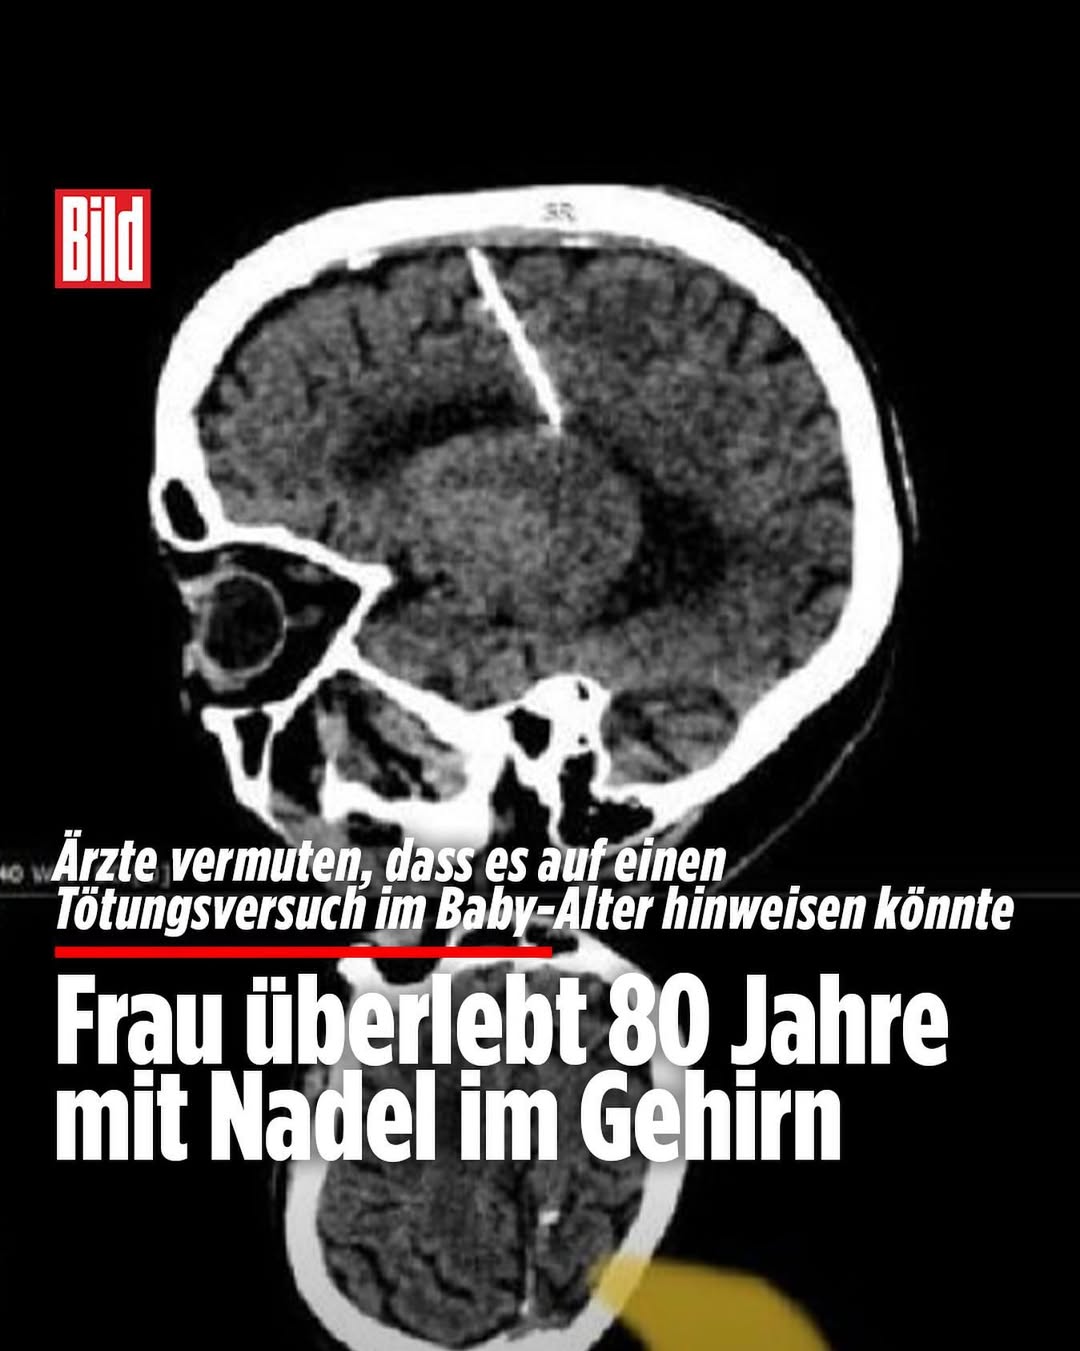 Bild
Ärzte vermuten, dass es auf einen
Tötungsversuch im Baby-Alter hinweisen könnte
Frau überlebt 80 Jahre
mit Nadel im Gehirn